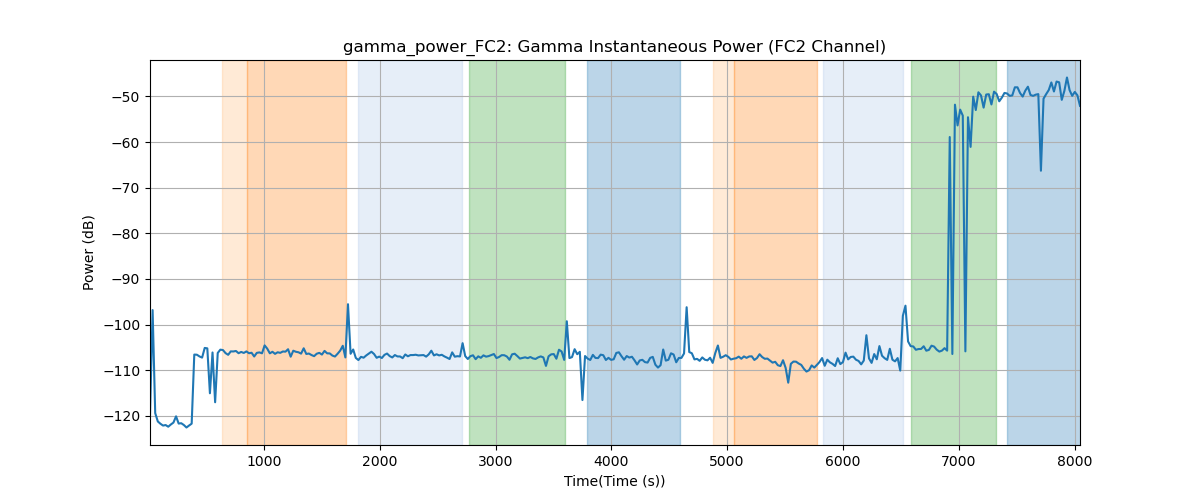 gamma_power_FC2: Gamma Instantaneous Power (FC2 Channel)
Power (dB)
−50
−60
−70
−80
−90
−100
−110
−120
1000 2000 3000 4000 5000 6000 7000 8000
Time(Time (s))